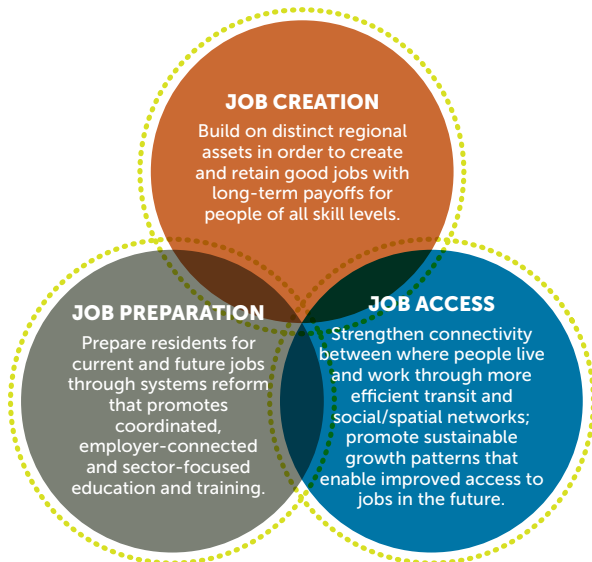 JOB CREATION
Build on distinct regional
assets in order to create
and retain good jobs with
long-term payoffs for
people of all skill levels.
JOB PREPARATION
Prepare residents for
current and future jobs
through systems reform
that promotes
coordinated,
employer-connected
and sector-focused
education and training.
JOB ACCESS
Strengthen connectivity
between where people live
and work through more
efficient transit and
social/spatial networks;
promote sustainable
growth patterns that
enable improved access to
jobs in the future.